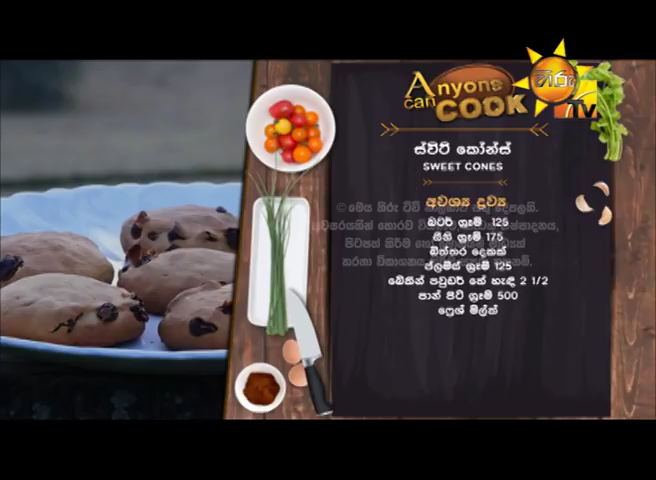 Anyone
can
COOK
හිරු
TV
ස්විට් කෝන්ස්
SWEET CONES
අවශ්‍ය ද්‍රව්‍ය
බටර් ග්‍රෑම් 125
සීනි ග්‍රෑම් 175
බිත්තර දෙකක්
ප්ලම්ස් ග්‍රෑම් 125
බේකින් පවුඩර් තේ හැඳි 2 1/2
පාන් පිටි ග්‍රෑම් 500
ෆ්‍රෙශ් මිල්ක්